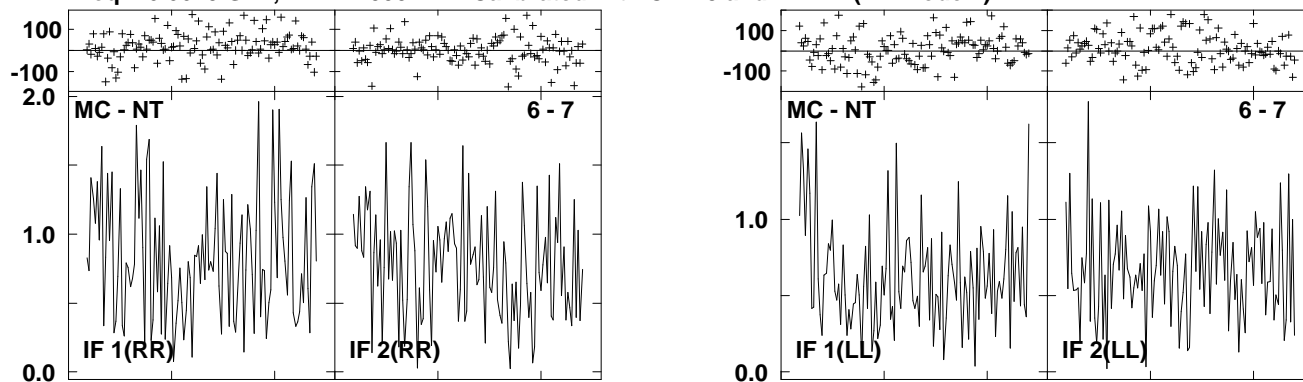 100
-100
2.0
MC - NT
6 - 7
1.0
IF 1(RR)
IF 2(RR)
0.0
100
-100
MC - NT
6 - 7
1.0
IF 1(LL)
IF 2(LL)
0.0